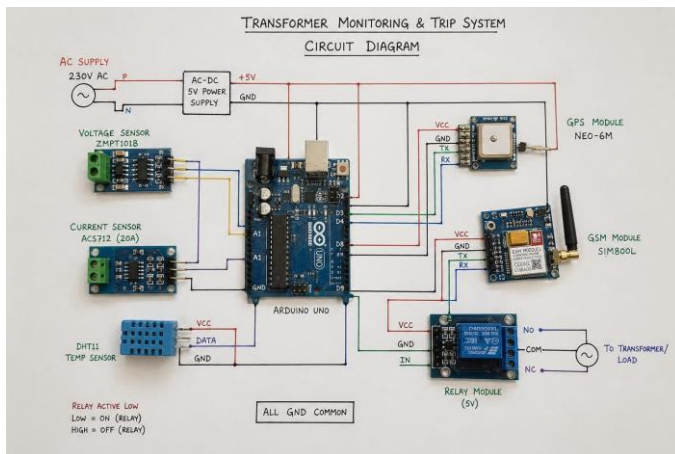 TRANSFORMER MONITORING & TRIP SYSTEM
CIRCUIT DIAGRAM
AC SUPPLY
230V AC
P
N
AC-DC
5V POWER
SUPPLY
+5V
GND
VOLTAGE SENSOR
ZMPT101B
CURRENT SENSOR
ACS712 (20A)
DHT11
TEMP SENSOR
VCC
DATA
GND
A1
A1
GND
D3
D4
D8
D9
UNO
ARDUINO UNO
VCC
GND
TX
RX
GPS MODULE
NEO-6M
VCC
GND
TX
RX
GSM MODULE
SIM800L
VCC
GND
IN
RELAY MODULE
(5V)
NO
COM
NC
TO TRANSFORMER/
LOAD
RELAY ACTIVE LOW
LOW = ON (RELAY)
HIGH = OFF (RELAY)
ALL GND COMMON